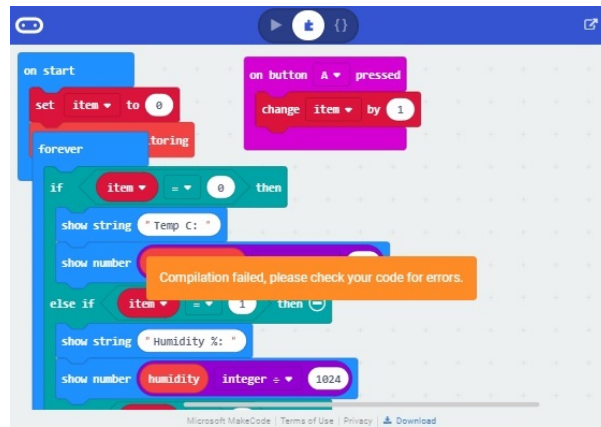 {}
on start
set item to 0
toring
on button A pressed
change item by 1
forever
if item = 0 then
show string "Temp C: "
show number
Compilation failed, please check your code for errors.
else if item = 1 then
show string "Humidity %: "
show number humidity integer ÷ 1024
Microsoft MakeCode | Terms of Use | Privacy | Download